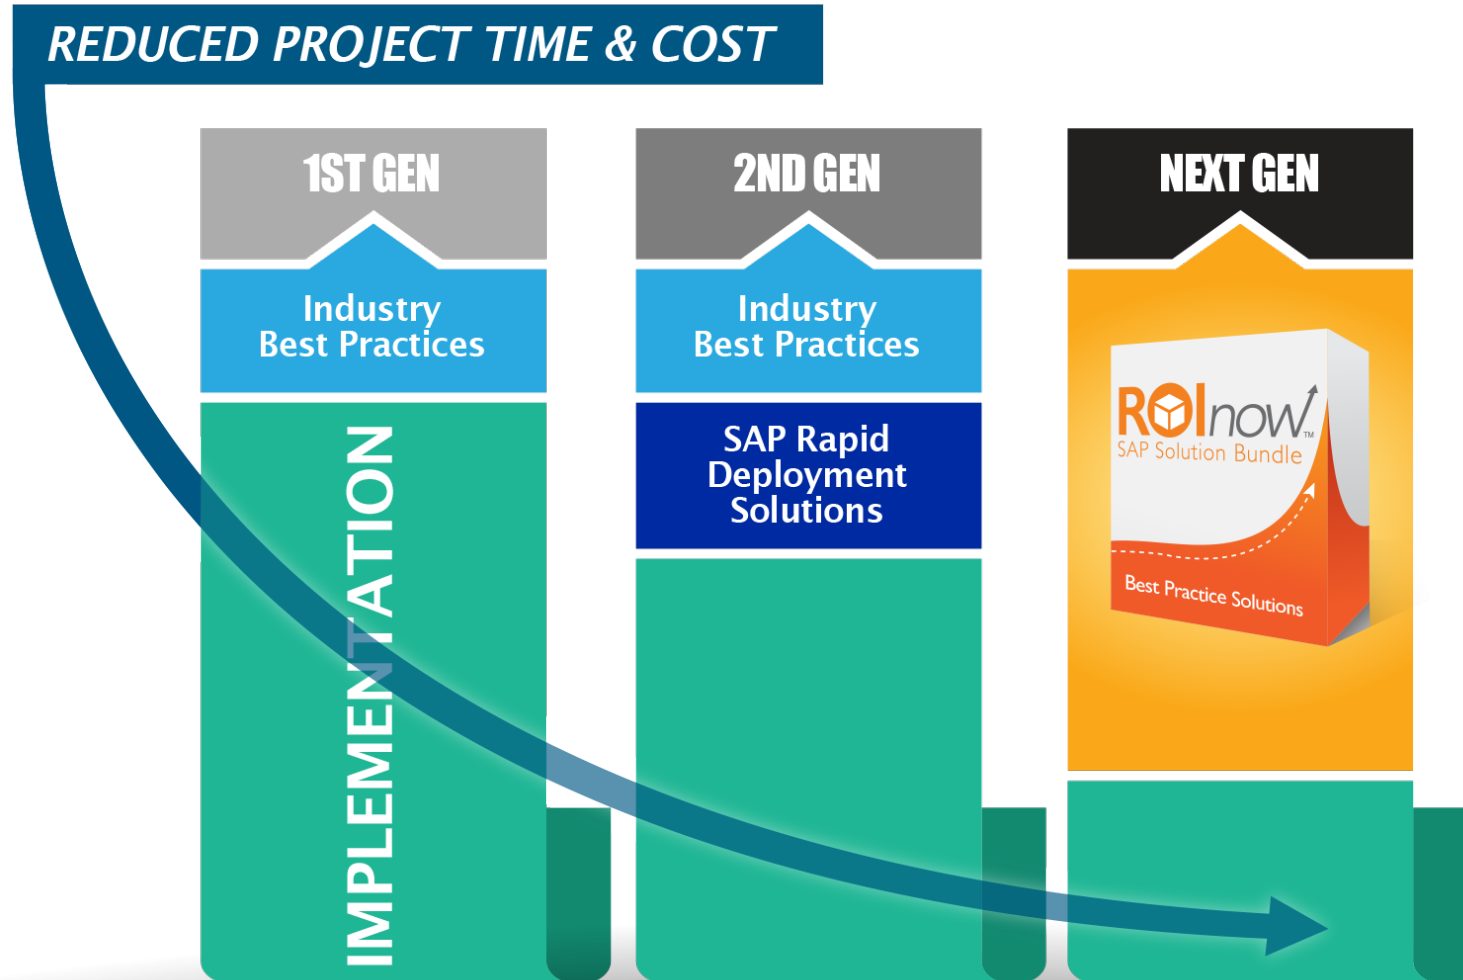 REDUCED PROJECT TIME & COST
1ST GEN
Industry
Best Practices
IMPLEMENTATION
2ND GEN
Industry
Best Practices
SAP Rapid
Deployment
Solutions
NEXT GEN
ROInow™
SAP Solution Bundle
Best Practice Solutions